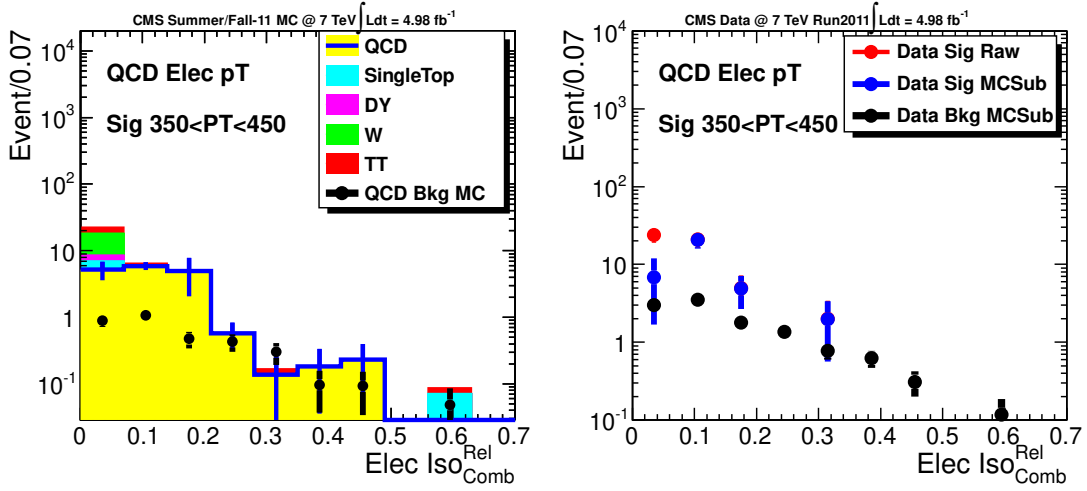 CMS Summer/Fall-11 MC @ 7 TeV ∫ Ldt = 4.98 fb⁻¹
Event/0.07
10⁴
10³
10²
10
1
10⁻¹
QCD Elec pT
Sig 350<PT<450
QCD
SingleTop
DY
W
TT
QCD Bkg MC
0 0.1 0.2 0.3 0.4 0.5 0.6 0.7
Elec Iso^Rel_Comb
CMS Data @ 7 TeV Run2011 ∫ Ldt = 4.98 fb⁻¹
Event/0.07
10⁴
10³
10²
10
1
10⁻¹
QCD Elec pT
Sig 350<PT<450
Data Sig Raw
Data Sig MCSub
Data Bkg MCSub
0 0.1 0.2 0.3 0.4 0.5 0.6 0.7
Elec Iso^Rel_Comb